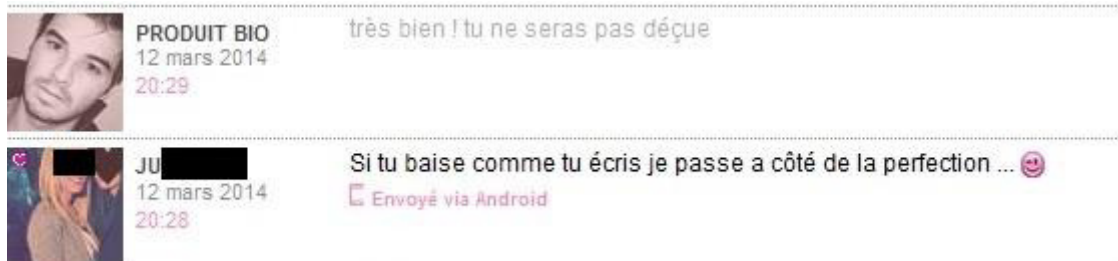 PRODUIT BIO
12 mars 2014
20:29
très bien ! tu ne seras pas déçue
JU
12 mars 2014
20:28
Si tu baise comme tu écris je passe a côté de la perfection ...
Envoyé via Android